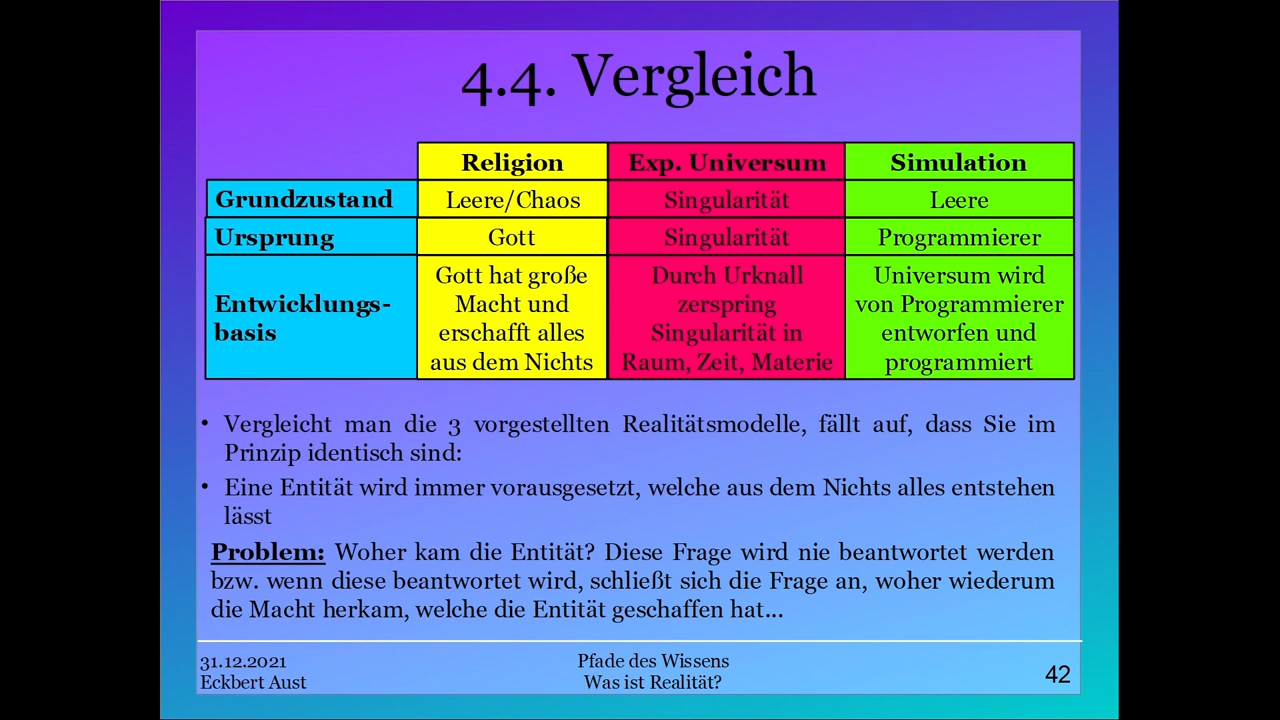 4.4. Vergleich
Religion Exp. Universum Simulation
Grundzustand Leere/Chaos Singularität Leere
Ursprung Gott Singularität Programmierer
Entwicklungs-
basis
Gott hat große
Macht und
erschafft alles
aus dem Nichts
Durch Urknall
zerspring
Singularität in
Raum, Zeit, Materie
Universum wird
von Programmierer
entworfen und
programmiert
• Vergleicht man die 3 vorgestellten Realitätsmodelle, fällt auf, dass Sie im
Prinzip identisch sind:
• Eine Entität wird immer vorausgesetzt, welche aus dem Nichts alles entstehen
lässt
Problem: Woher kam die Entität? Diese Frage wird nie beantwortet werden
bzw. wenn diese beantwortet wird, schließt sich die Frage an, woher wiederum
die Macht herkam, welche die Entität geschaffen hat...
31.12.2021
Eckbert Aust
Pfade des Wissens
Was ist Realität?
42